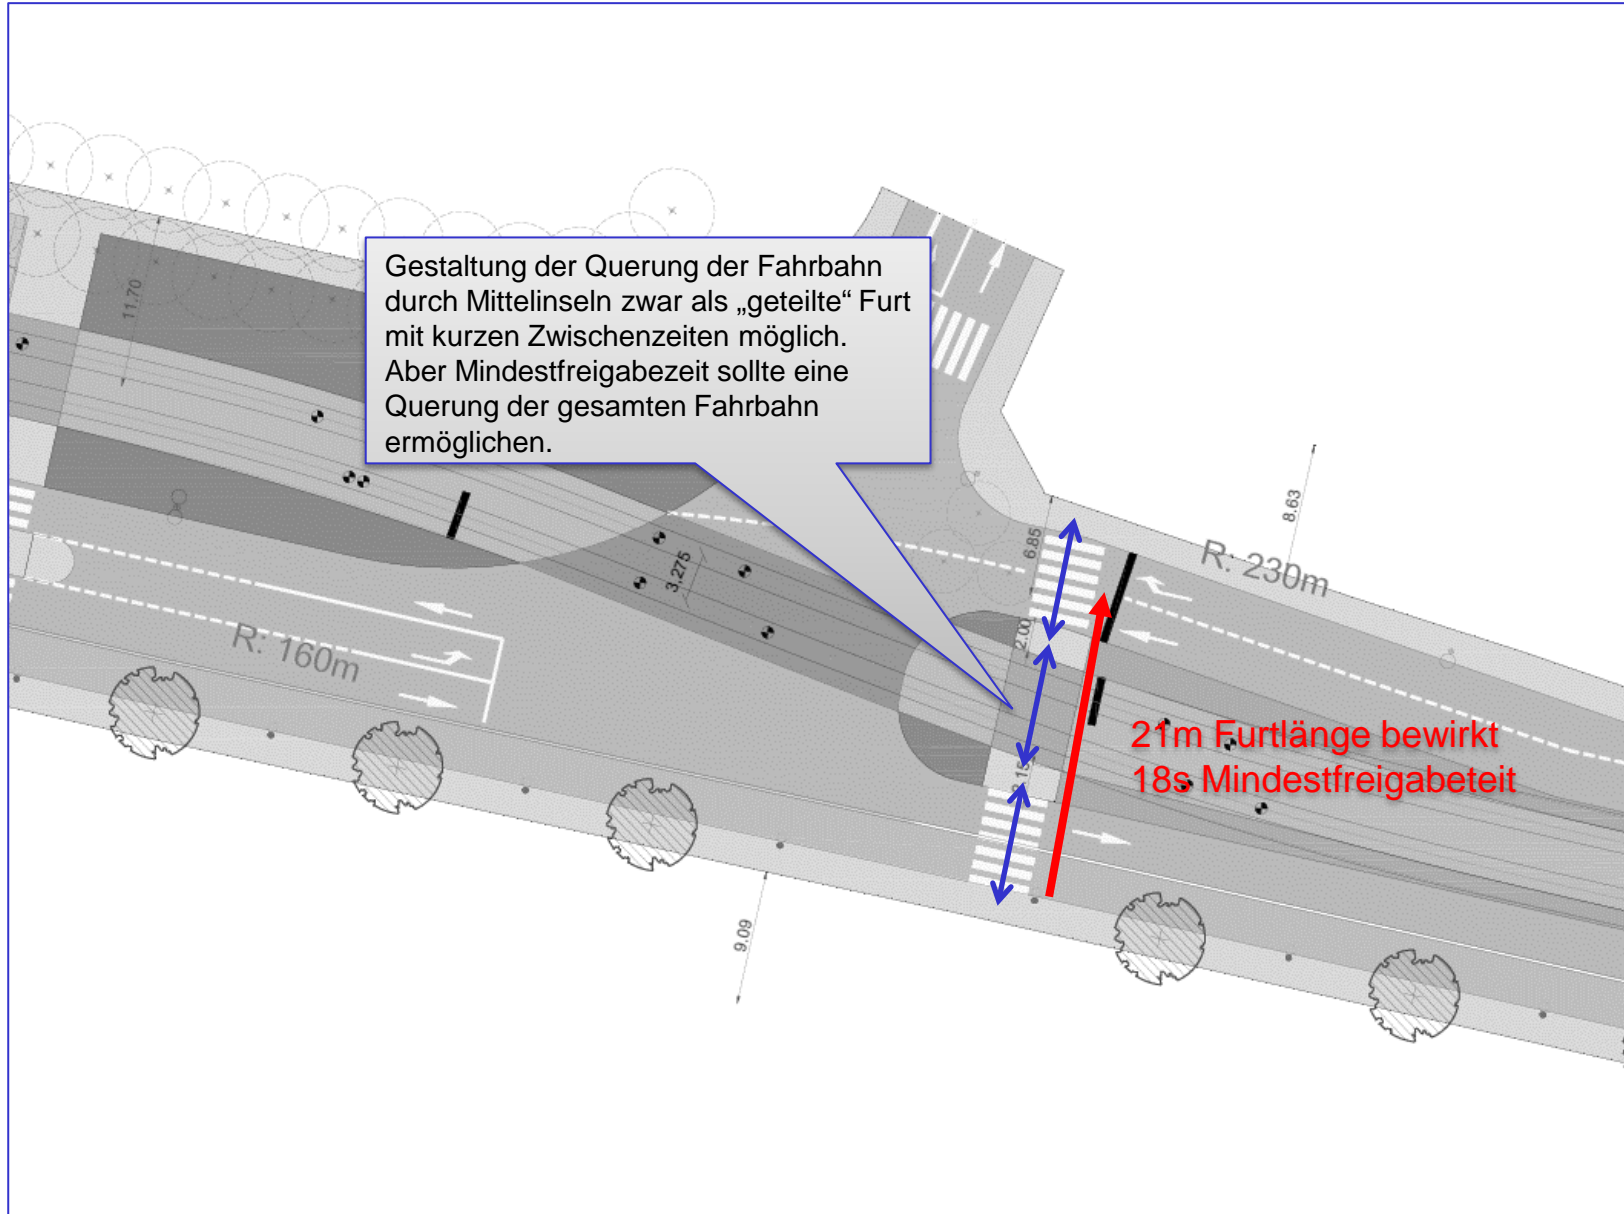 11.70
Gestaltung der Querung der Fahrbahn
durch Mittelinseln zwar als „geteilte“ Furt
mit kurzen Zwischenzeiten möglich.
Aber Mindestfreigabezeit sollte eine
Querung der gesamten Fahrbahn
ermöglichen.
8.63
R: 230m
6.85
3,275
2.00
R: 160m
21m Furtlänge bewirkt
18s Mindestfreigabeteit
9.09